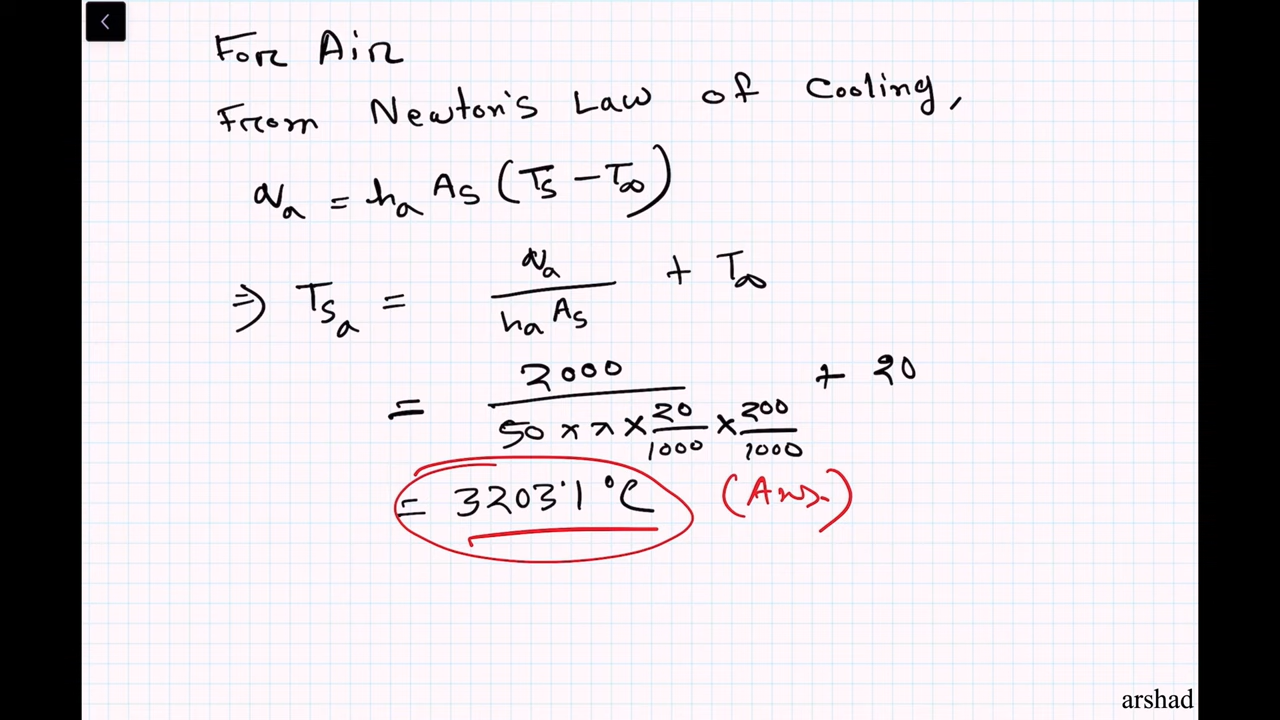 For Air
From Newton's Law of Cooling,
qa = ha As (Ts - T∞)
⇒ Tsa = qa / (ha As) + T∞
= 2000 / (50 × π × 20/1000 × 200/1000) + 20
= 3203.1 °C (Ans.)
arshad